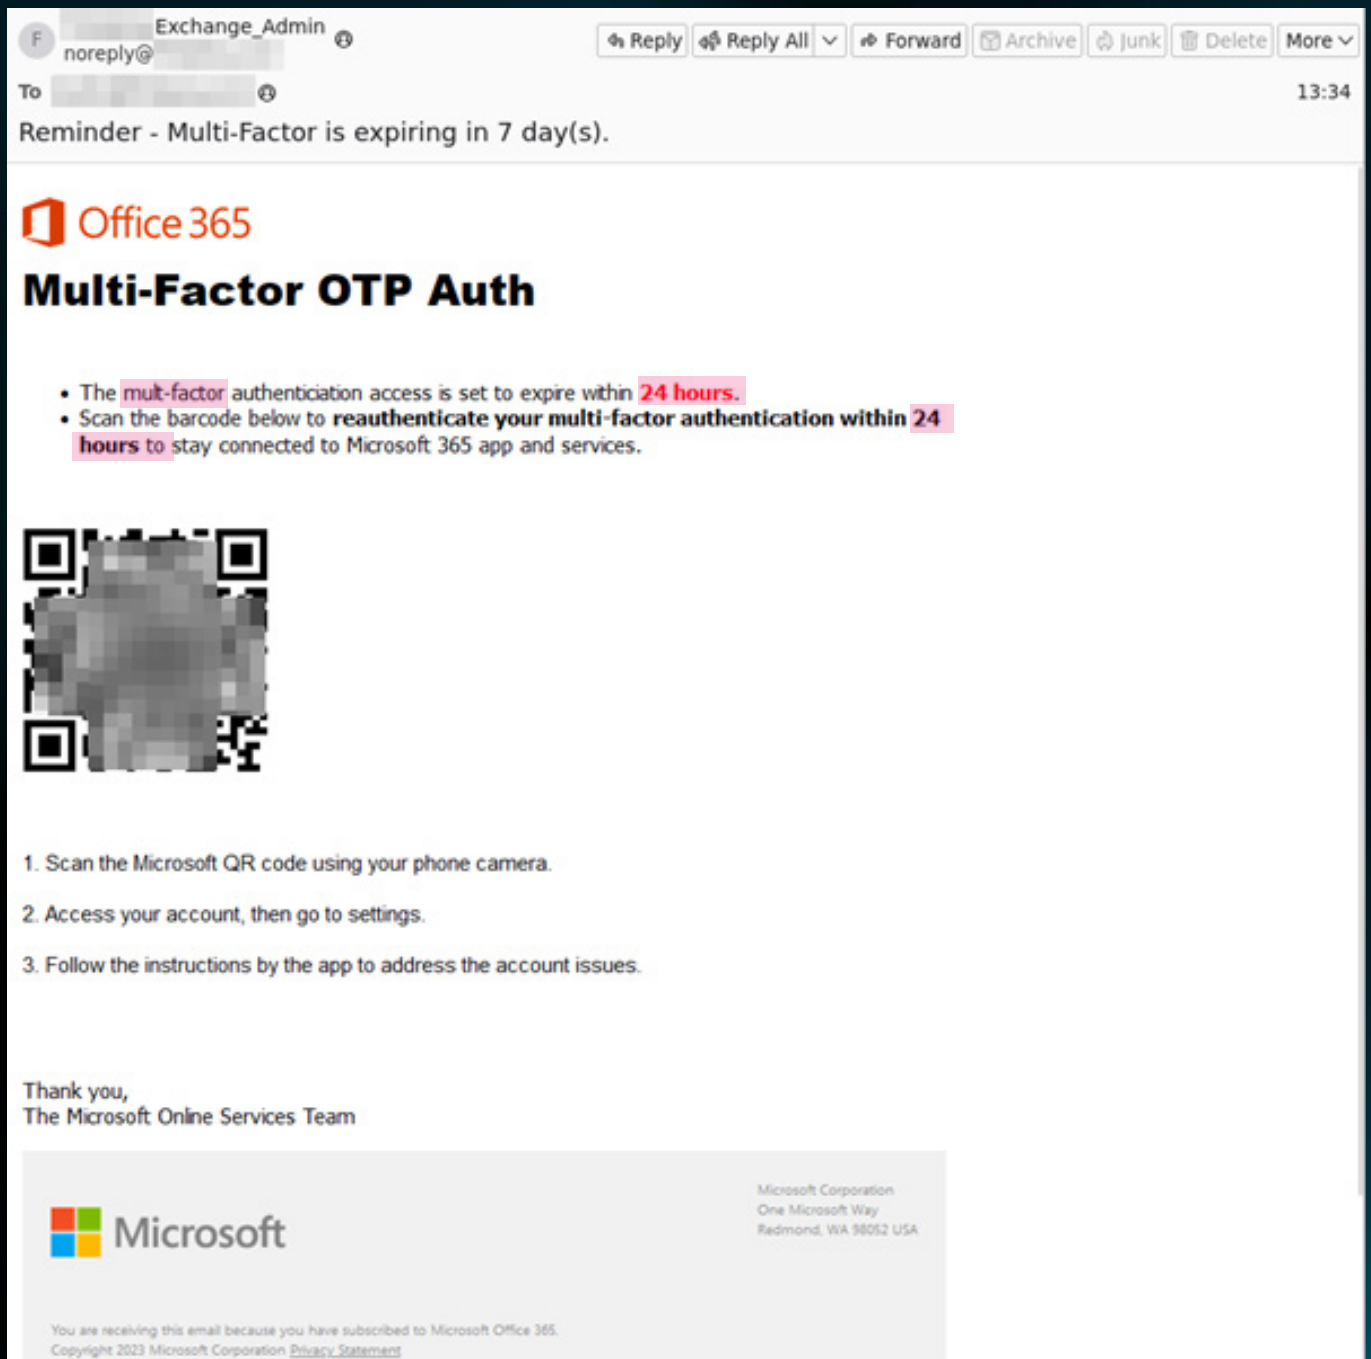 F
Exchange_Admin
noreply@
Reply Reply All Forward Archive Junk Delete More
To
13:34
Reminder - Multi-Factor is expiring in 7 day(s).
Office 365
Multi-Factor OTP Auth
• The mult-factor authenticiation access is set to expire within 24 hours.
• Scan the barcode below to reauthenticate your multi-factor authentication within 24
hours to stay connected to Microsoft 365 app and services.
1. Scan the Microsoft QR code using your phone camera.
2. Access your account, then go to settings.
3. Follow the instructions by the app to address the account issues.
Thank you,
The Microsoft Online Services Team
Microsoft Corporation
One Microsoft Way
Redmond, WA 98052 USA
Microsoft
You are receiving this email because you have subscribed to Microsoft Office 365.
Copyright 2023 Microsoft Corporation Privacy Statement